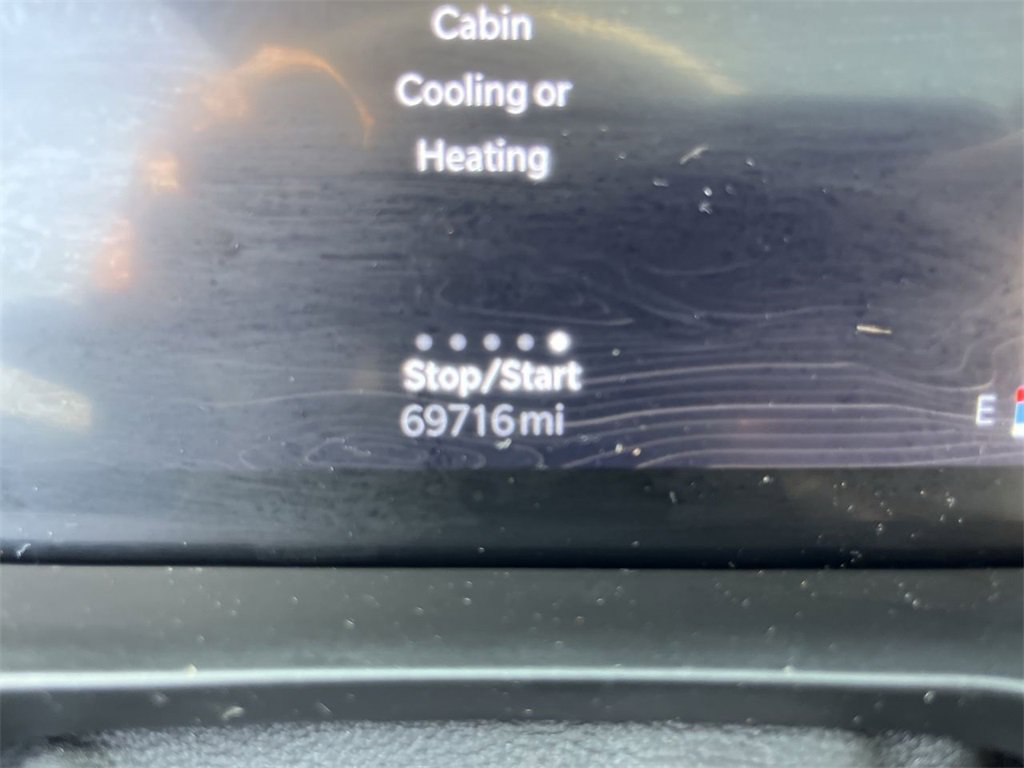 Cabin
Cooling or
Heating
Stop/Start
69716 mi
E